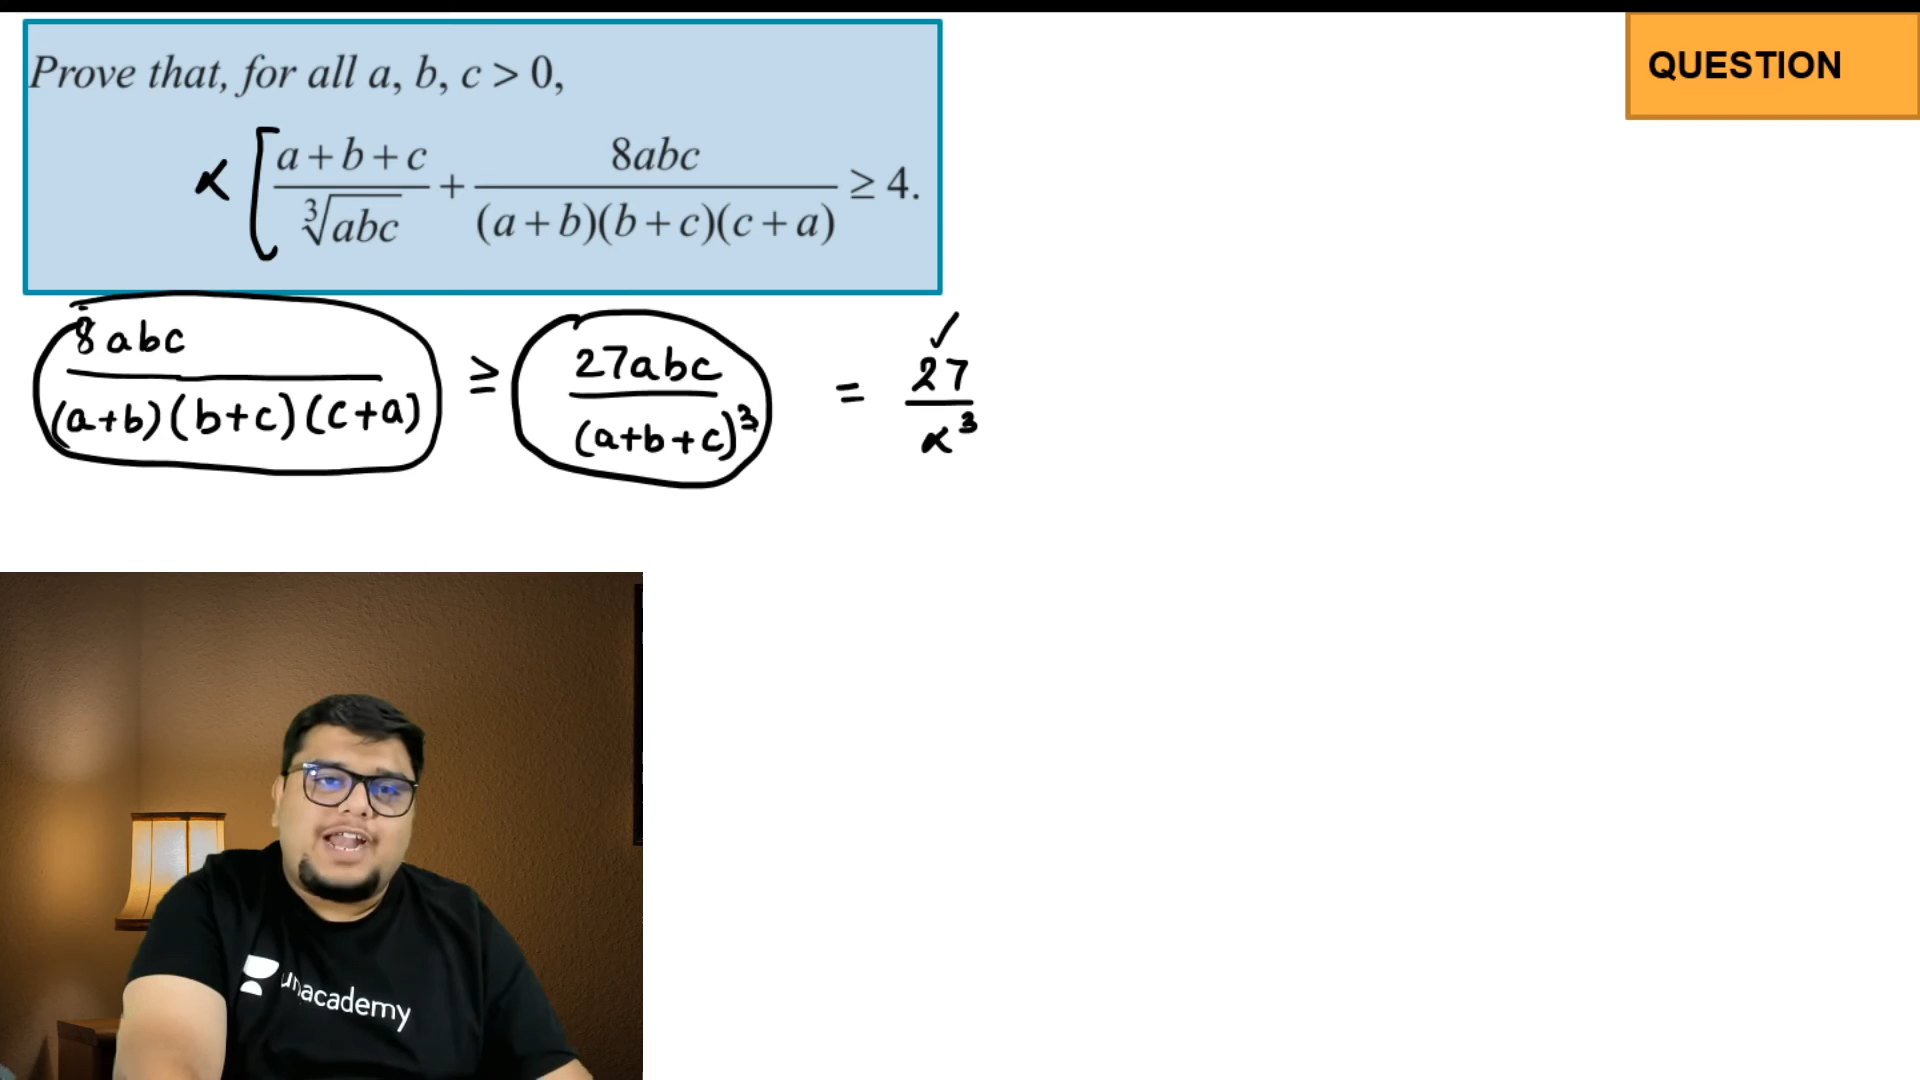 Prove that, for all a, b, c > 0,
α [ (a+b+c)/∛(abc) + 8abc/((a+b)(b+c)(c+a)) ≥ 4.
QUESTION
8abc/((a+b)(b+c)(c+a)) ≥ 27abc/(a+b+c)³ = 27/α³ ✓
unacademy